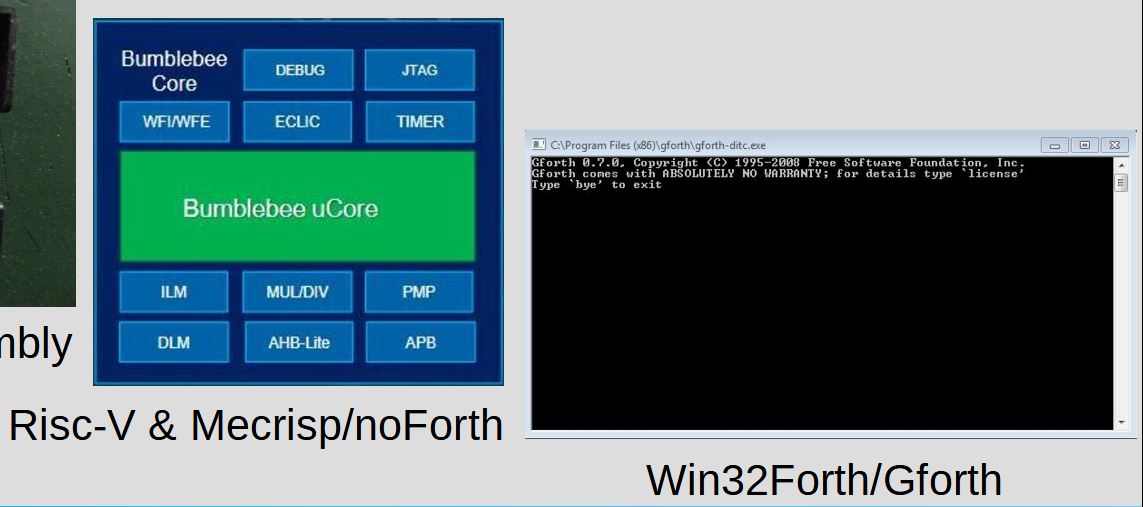 Bumblebee
Core
DEBUG
JTAG
WFI/WFE
ECLIC
TIMER
Bumblebee uCore
ILM
MUL/DIV
PMP
DLM
AHB-Lite
APB
mbly
Risc-V & Mecrisp/noForth
C:\Program Files (x86)\gforth\gforth-ditc.exe
Gforth 0.7.0, Copyright (C) 1995-2008 Free Software Foundation, Inc.
Gforth comes with ABSOLUTELY NO WARRANTY; for details type `license'
Type `bye' to exit
Win32Forth/Gforth